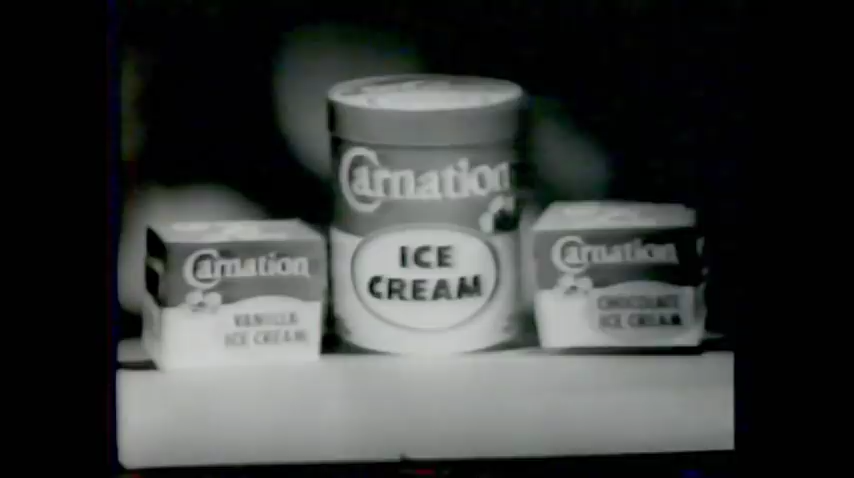 Carnation
ICE
CREAM
Carnation
VANILLA
ICE CREAM
Carnation
CHOCOLATE
ICE CREAM